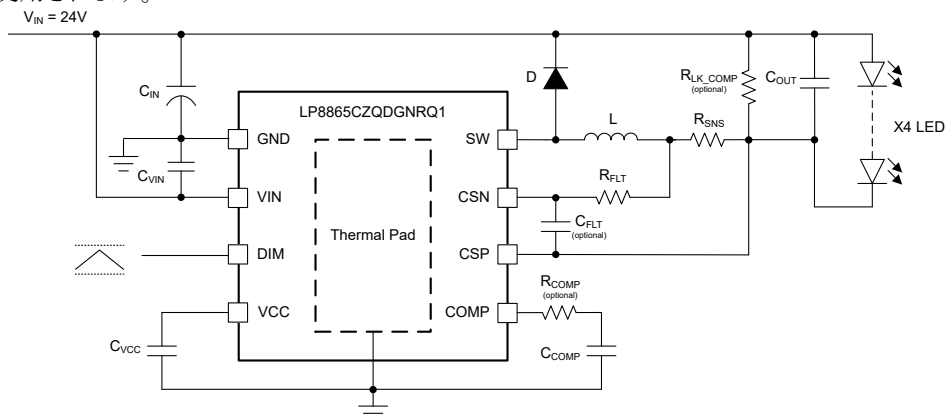 VIN = 24V
CIN
D
RLK_COMP
(optional)
COUT
LP8865CZQDGNRQ1
X4 LED
GND
SW
L
RSNS
CVIN
VIN
CSN
RFLT
Thermal Pad
CFLT
(optional)
DIM
CSP
VCC
COMP
RCOMP
(optional)
CVCC
CCOMP